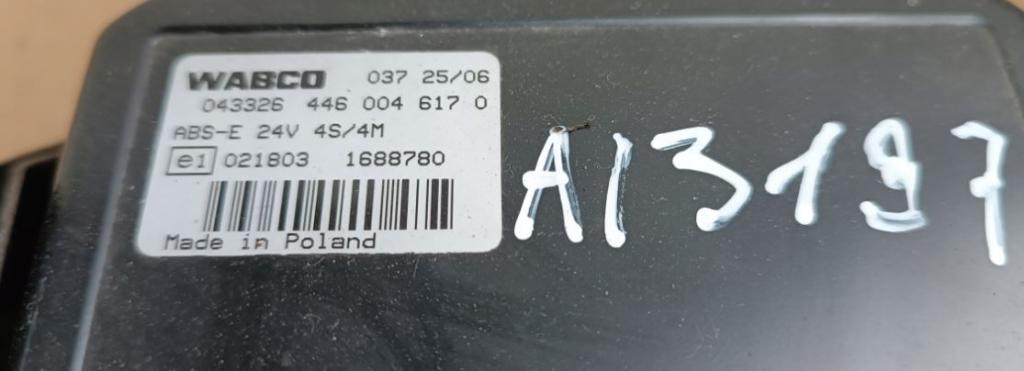 WABCO 037 25/06
043326 446 004 617 0
ABS-E 24V 4S/4M
e1 021803 1688780
Made in Poland
A13197